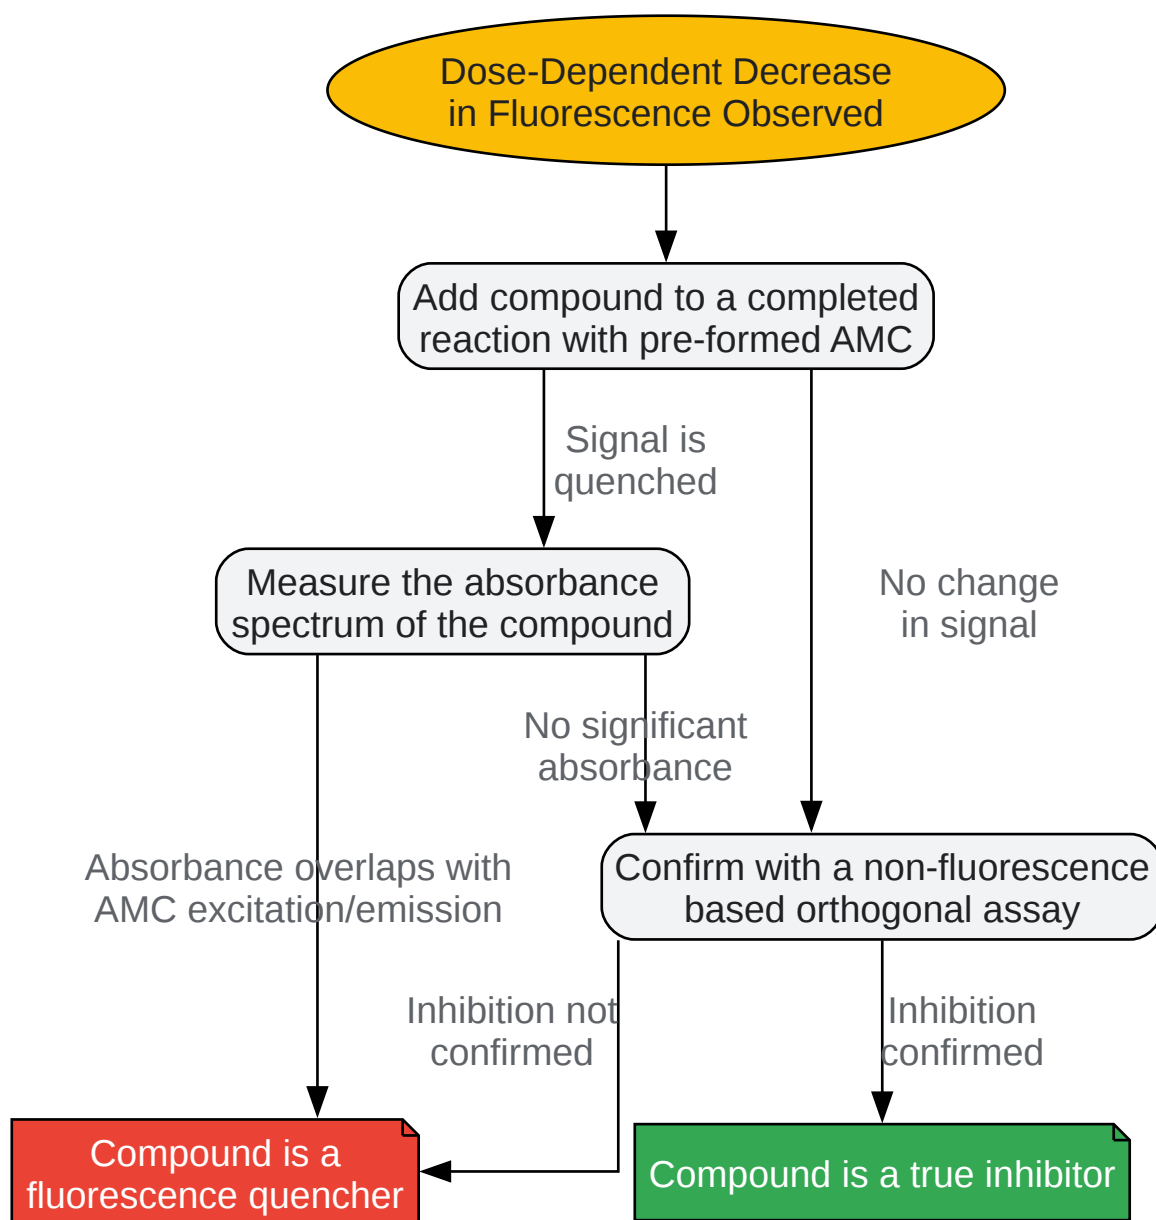 Dose-Dependent Decrease
in Fluorescence Observed
Add compound to a completed
reaction with pre-formed AMC
Signal is
quenched
Measure the absorbance
spectrum of the compound
No change
in signal
No significant
absorbance
Absorbance overlaps with
AMC excitation/emission
Confirm with a non-fluorescence
based orthogonal assay
Inhibition not
confirmed
Inhibition
confirmed
Compound is a
fluorescence quencher
Compound is a true inhibitor